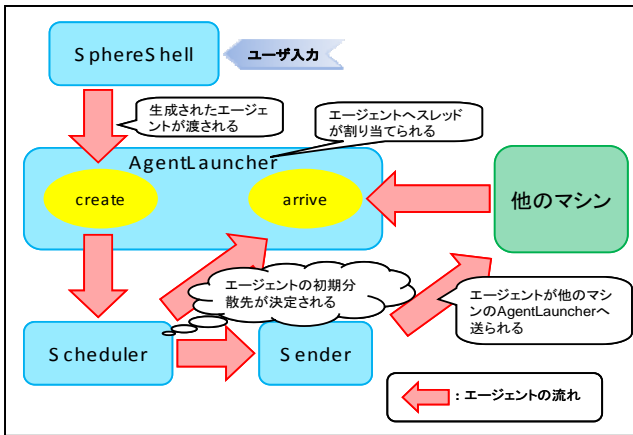 SphereShell
ユーザ入力
生成されたエージェ
ントが渡される
エージェントへスレッド
が割り当てられる
AgentLauncher
create
arrive
他のマシン
エージェントの初期分
散先が決定される
エージェントが他のマシ
ンのAgentLauncherへ
送られる
Scheduler
Sender
：エージェントの流れ